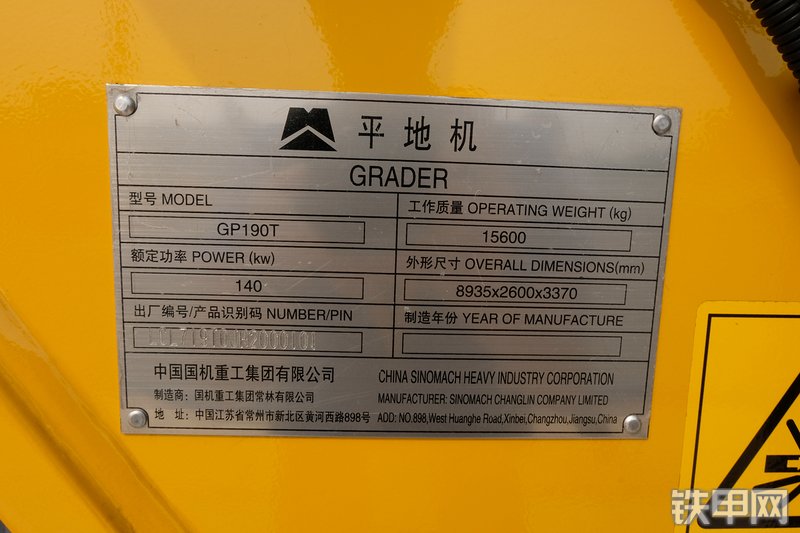 平地机
GRADER
型号 MODEL
GP190T
工作质量 OPERATING WEIGHT (kg)
15600
额定功率 POWER (kw)
140
外形尺寸 OVERALL DIMENSIONS(mm)
8935x2600x3370
出厂编号/产品识别码 NUMBER/PIN
制造年份 YEAR OF MANUFACTURE
中国国机重工集团有限公司
CHINA SINOMACH HEAVY INDUSTRY CORPORATION
制造商: 国机重工集团常林有限公司
MANUFACTURER: SINOMACH CHANGLIN COMPANY LIMITED
地 址: 中国江苏省常州市新北区黄河西路898号
ADD: NO.898,West Huanghe Road,Xinbei,Changzhou,Jiangsu,China
铁甲网